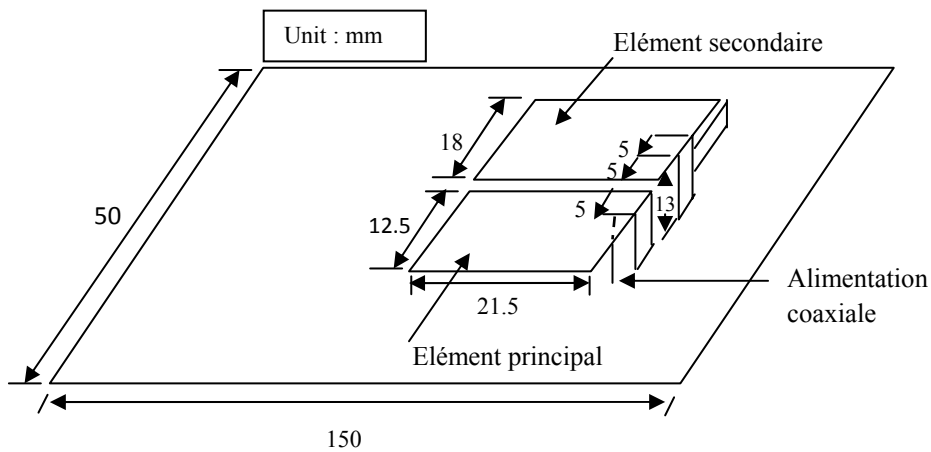 Unit : mm
Elément secondaire
18
5
5
5
13
50
12.5
21.5
Alimentation
coaxiale
Elément principal
150